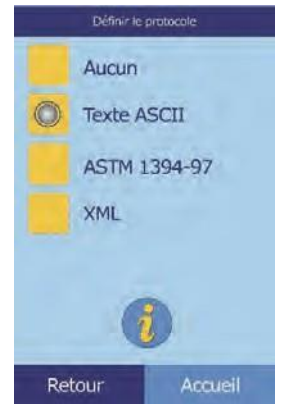 Définir le protocole
Aucun
Texte ASCII
ASTM 1394-97
XML
i
Retour
Accueil